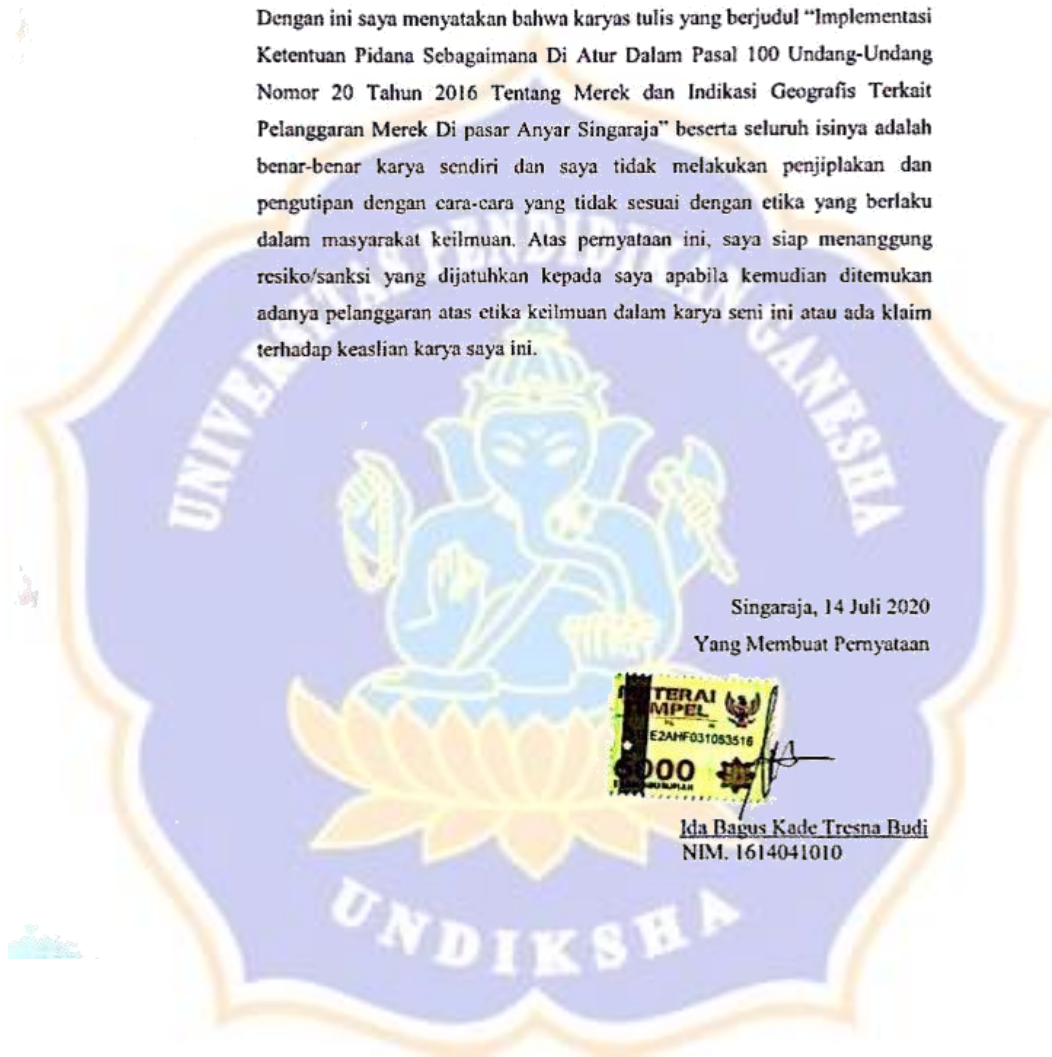 Dengan ini saya menyatakan bahwa karyas tulis yang berjudul “Implementasi
Ketentuan Pidana Sebagaimana Di Atur Dalam Pasal 100 Undang-Undang
Nomor 20 Tahun 2016 Tentang Merek dan Indikasi Geografis Terkait
Pelanggaran Merek Di pasar Anyar Singaraja” beserta seluruh isinya adalah
benar-benar karya sendiri dan saya tidak melakukan penjiplakan dan
pengutipan dengan cara-cara yang tidak sesuai dengan etika yang berlaku
dalam masyarakat keilmuan. Atas pernyataan ini, saya siap menanggung
resiko/sanksi yang dijatuhkan kepada saya apabila kemudian ditemukan
adanya pelanggaran atas etika keilmuan dalam karya seni ini atau ada klaim
terhadap keaslian karya saya ini.
UNIVERSITAS PENDIDIKAN GANESHA
Singaraja, 14 Juli 2020
Yang Membuat Pernyataan
TERAI
MPEL
E2AHF031053516
6000
Ida Bagus Kade Tresna Budi
NIM. 1614041010
UNDIKSHA